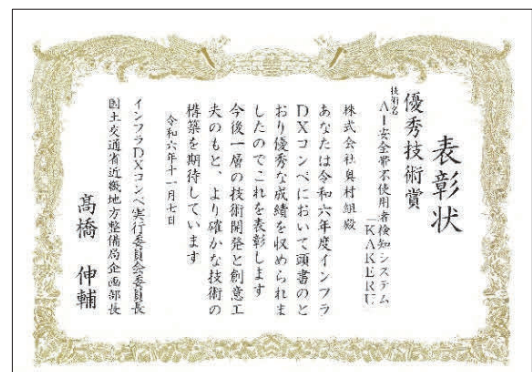 表彰状
優秀技術賞
技術名
AI安全帯不使用者検知システム
「KAKERU」
株式会社奥村組殿
あなたは令和六年度インフラ
DXコンペにおいて頭書のと
おり優秀な成績を収められま
したのでこれを表彰します
今後一層の技術開発と創意工
夫のもと、より確かな技術の
構築を期待しています
令和六年十一月七日
インフラDXコンペ実行委員会委員長
国土交通省近畿地方整備局企画部長
髙橋 伸輔